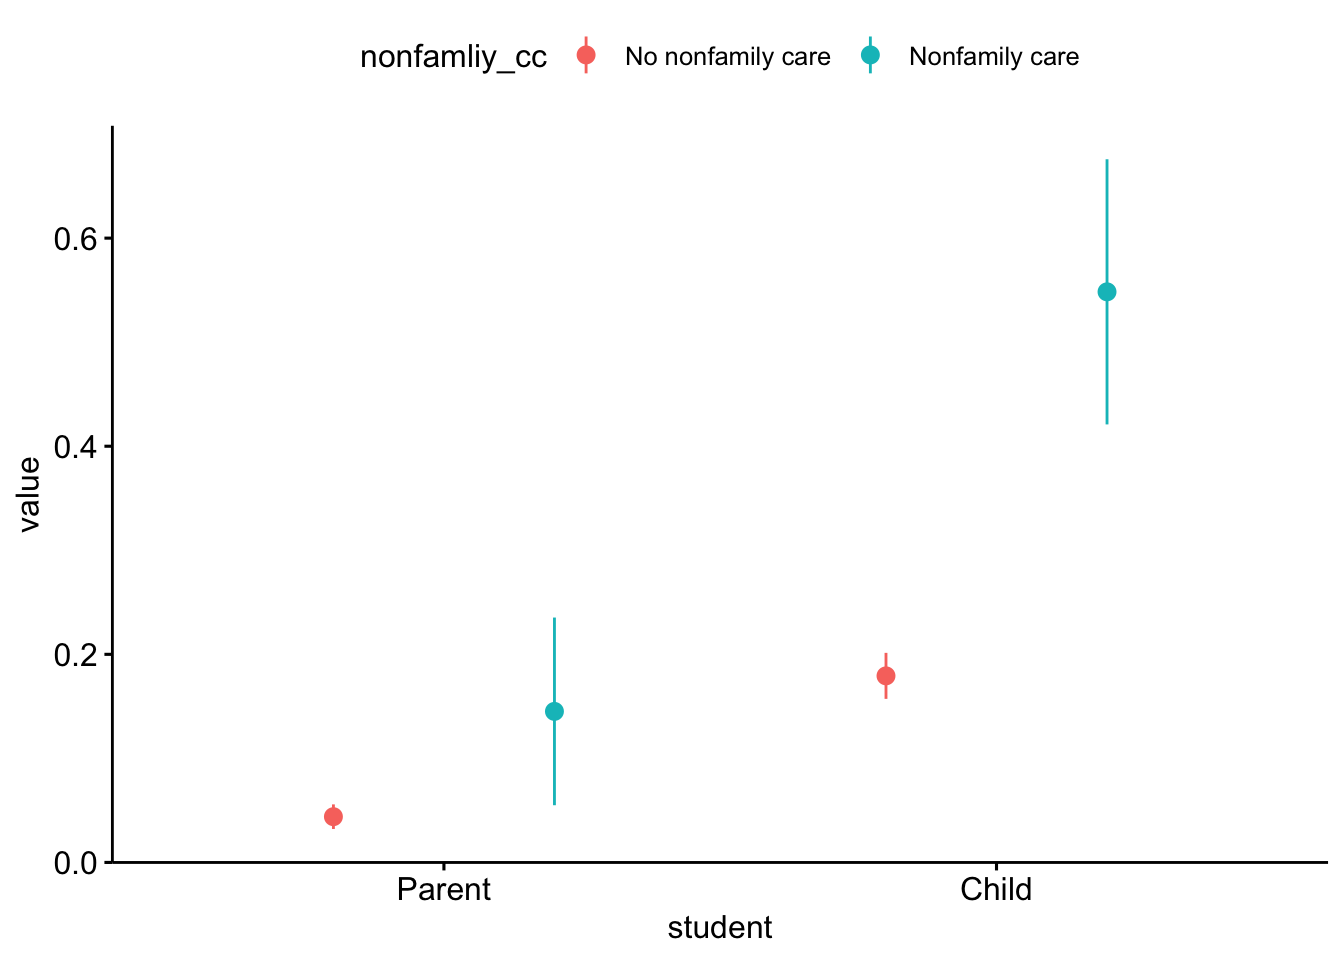 nonfamliy_cc No nonfamily care Nonfamily care
0.6
0.4
0.2
0.0
value
Parent Child
student